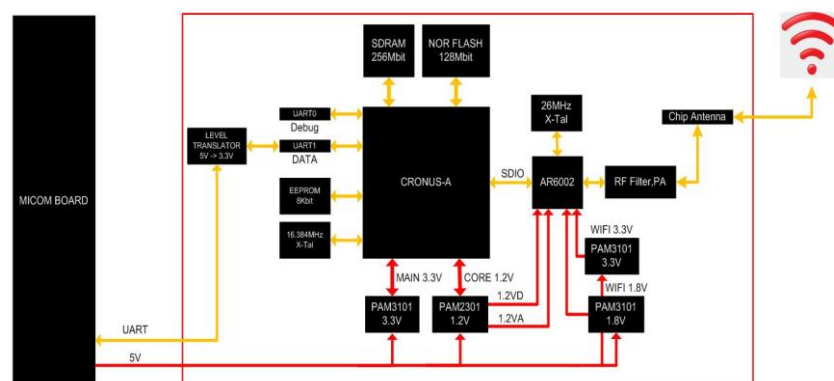 SDRAM
256Mbit
NOR FLASH
128Mbit
UART0
Debug
UART1
DATA
LEVEL
TRANSLATOR
5V -> 3.3V
26MHz
X-Tal
Chip Antenna
MICOM BOARD
CRONUS-A
SDIO
AR6002
RF Filter,PA
EEPROM
8Kbit
16.384MHz
X-Tal
WIFI 3.3V
PAM3101
3.3V
MAIN 3.3V
CORE 1.2V
WIFI 1.8V
PAM3101
3.3V
PAM2301
1.2V
1.2VD
1.2VA
PAM3101
1.8V
UART
5V